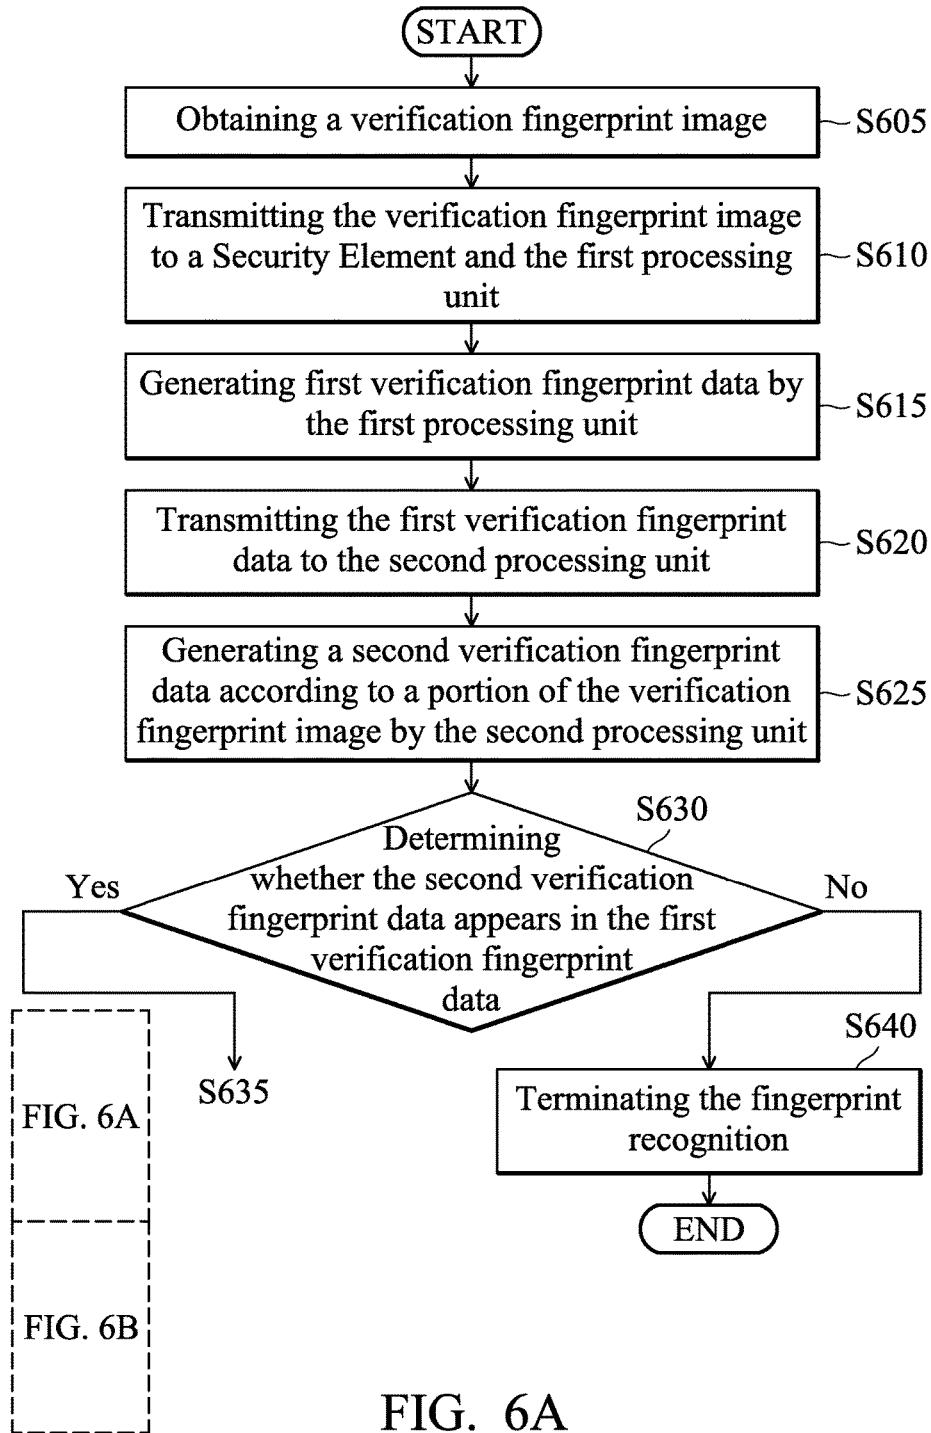 START
Obtaining a verification fingerprint image
S605
Transmitting the verification fingerprint image
to a Security Element and the first processing
unit
S610
Generating first verification fingerprint data by
the first processing unit
S615
Transmitting the first verification fingerprint
data to the second processing unit
S620
Generating a second verification fingerprint
data according to a portion of the verification
fingerprint image by the second processing unit
S625
S630
Determining
whether the second verification
fingerprint data appears in the first
verification fingerprint
data
Yes
No
S635
S640
Terminating the fingerprint
recognition
END
FIG. 6A
FIG. 6B
FIG. 6A